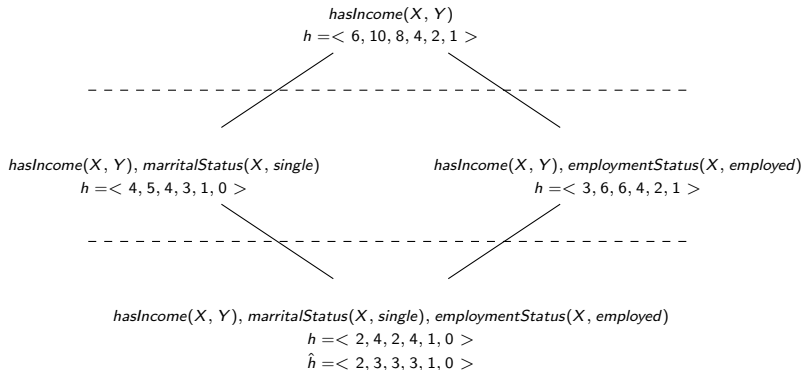 hasIncome(X, Y)
h =< 6, 10, 8, 4, 2, 1 >
hasIncome(X, Y), marritalStatus(X, single)
h =< 4, 5, 4, 3, 1, 0 >
hasIncome(X, Y), employmentStatus(X, employed)
h =< 3, 6, 6, 4, 2, 1 >
hasIncome(X, Y), marritalStatus(X, single), employmentStatus(X, employed)
h =< 2, 4, 2, 4, 1, 0 >
ĥ =< 2, 3, 3, 3, 1, 0 >